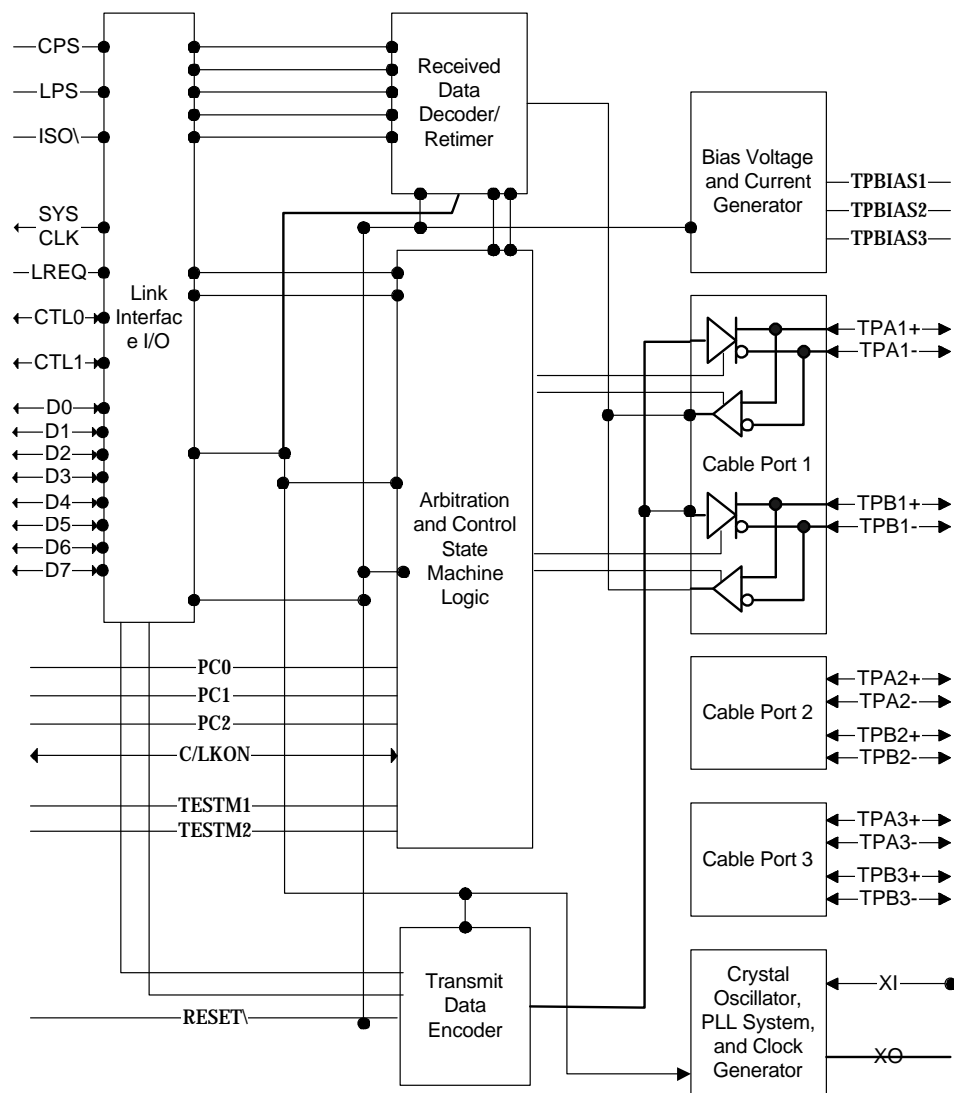 CPS
LPS
ISO\
SYS
CLK
LREQ
CTL0
CTL1
D0
D1
D2
D3
D4
D5
D6
D7
Link
Interfac
e I/O
Received
Data
Decoder/
Retimer
Bias Voltage
and Current
Generator
TPBIAS1
TPBIAS2
TPBIAS3
TPA1+
TPA1-
Cable Port 1
TPB1+
TPB1-
Arbitration
and Control
State
Machine
Logic
PC0
PC1
PC2
C/LKON
TESTM1
TESTM2
Cable Port 2
TPA2+
TPA2-
TPB2+
TPB2-
Cable Port 3
TPA3+
TPA3-
TPB3+
TPB3-
Transmit
Data
Encoder
RESET\
Crystal
Oscillator,
PLL System,
and Clock
Generator
XI
XO